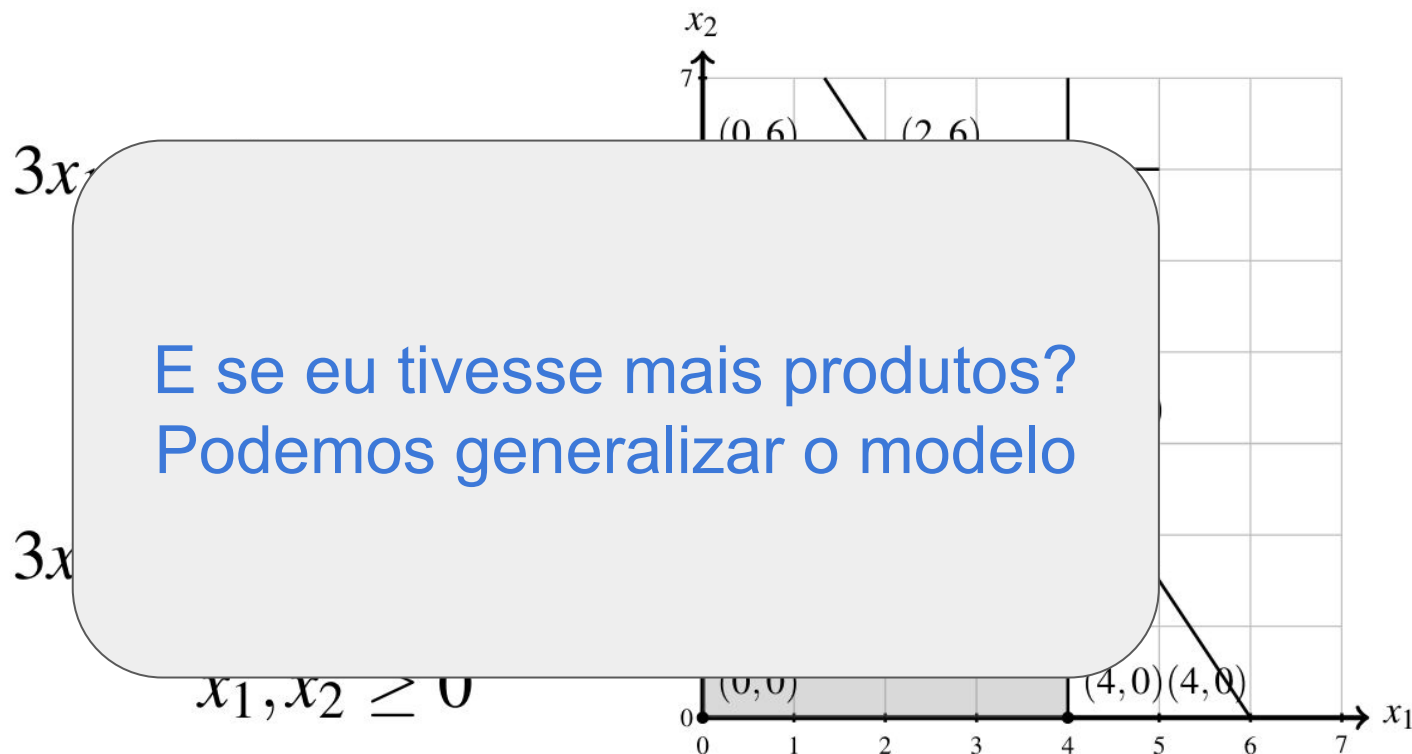 x₂
7
(0,6) (2,6)
3x
E se eu tivesse mais produtos?
Podemos generalizar o modelo
3x
x₁, x₂ ≥ 0
(0,0) (4,0) (4,0)
0
x₁
0 1 2 3 4 5 6 7